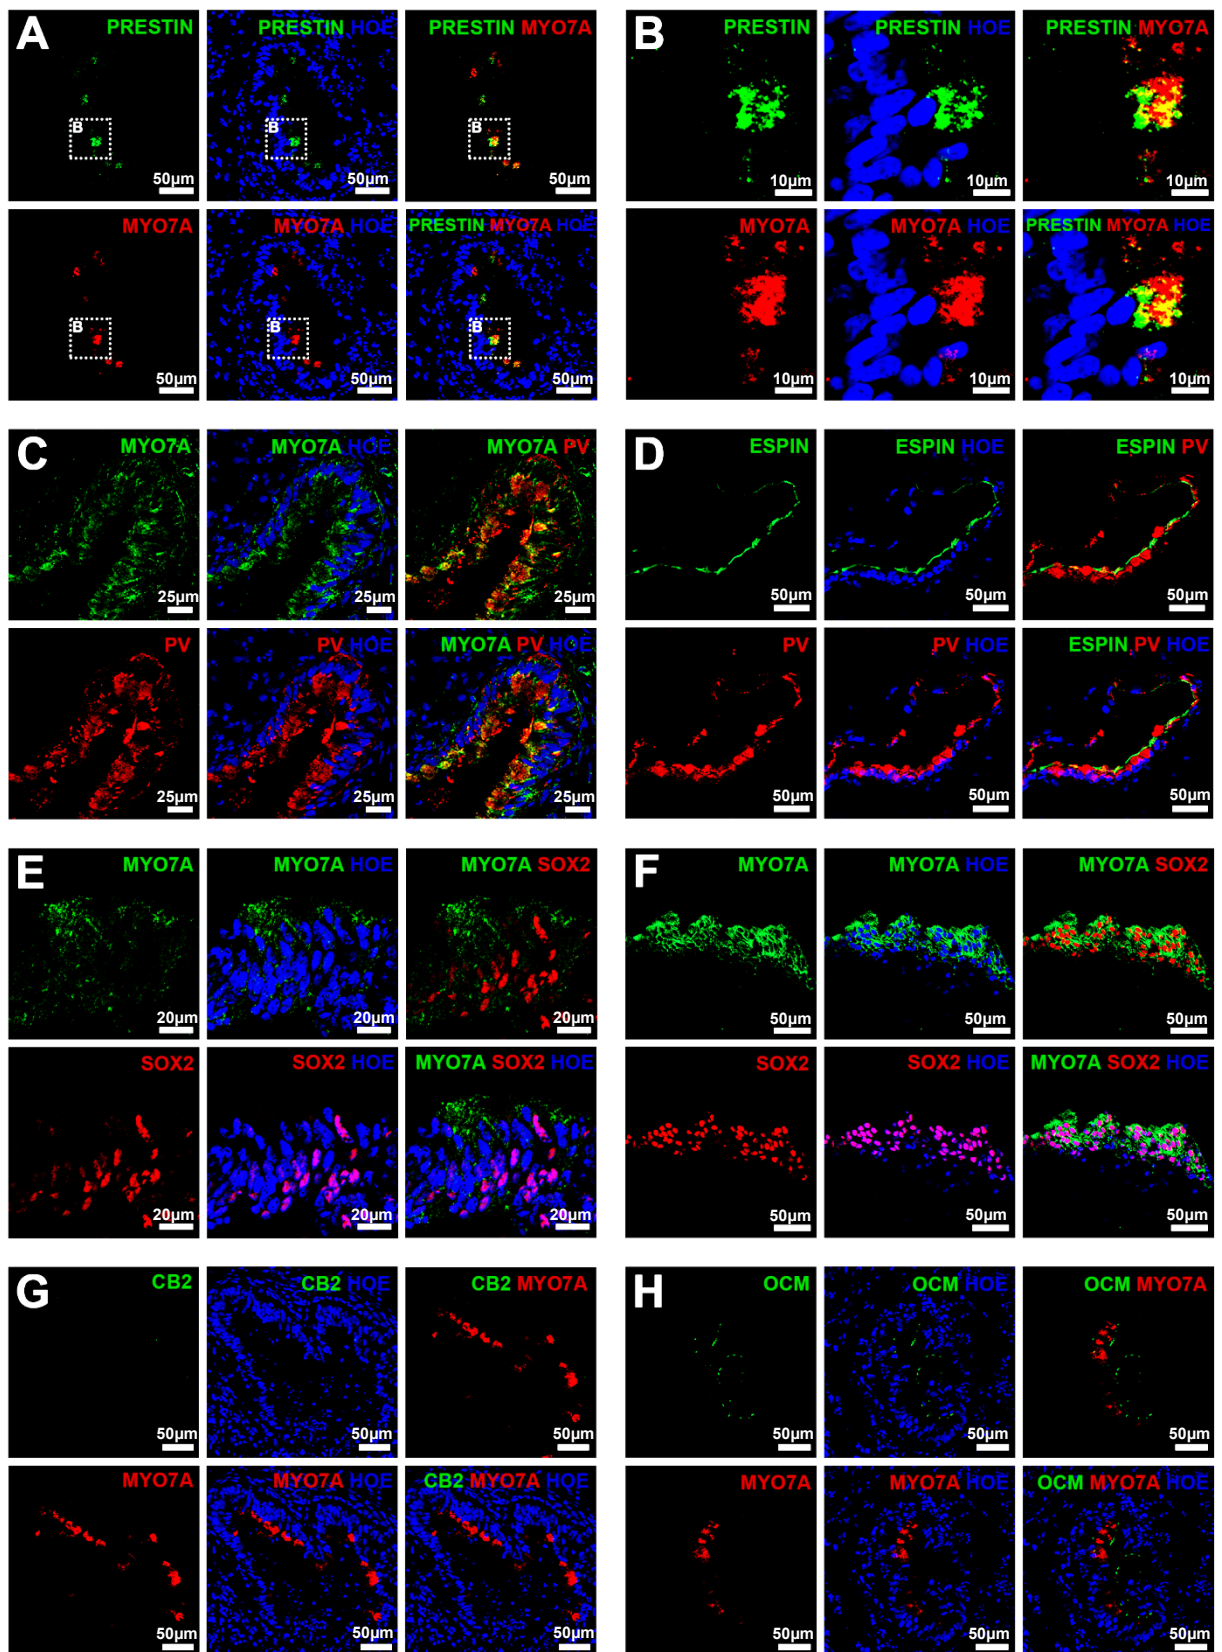 A PRESTIN PRESTIN HOE PRESTIN MYO7A
B B
50µm 50µm 50µm
MYO7A MYO7A HOE PRESTIN MYO7A HOE
B B B
50µm 50µm 50µm
B PRESTIN PRESTIN HOE PRESTIN MYO7A
10µm 10µm 10µm
MYO7A MYO7A HOE PRESTIN MYO7A HOE
10µm 10µm 10µm
C MYO7A MYO7A HOE MYO7A PV
25µm 25µm 25µm
PV PV HOE MYO7A PV HOE
25µm 25µm 25µm
D ESPIN ESPIN HOE ESPIN PV
50µm 50µm 50µm
PV PV HOE ESPIN PV HOE
50µm 50µm 50µm
E MYO7A MYO7A HOE MYO7A SOX2
20µm 20µm 20µm
SOX2 SOX2 HOE MYO7A SOX2 HOE
20µm 20µm 20µm
F MYO7A MYO7A HOE MYO7A SOX2
50µm 50µm 50µm
SOX2 SOX2 HOE MYO7A SOX2 HOE
50µm 50µm 50µm
G CB2 CB2 HOE CB2 MYO7A
50µm 50µm 50µm
MYO7A MYO7A HOE CB2 MYO7A HOE
50µm 50µm 50µm
H OCM OCM HOE OCM MYO7A
50µm 50µm 50µm
MYO7A MYO7A HOE OCM MYO7A HOE
50µm 50µm 50µm